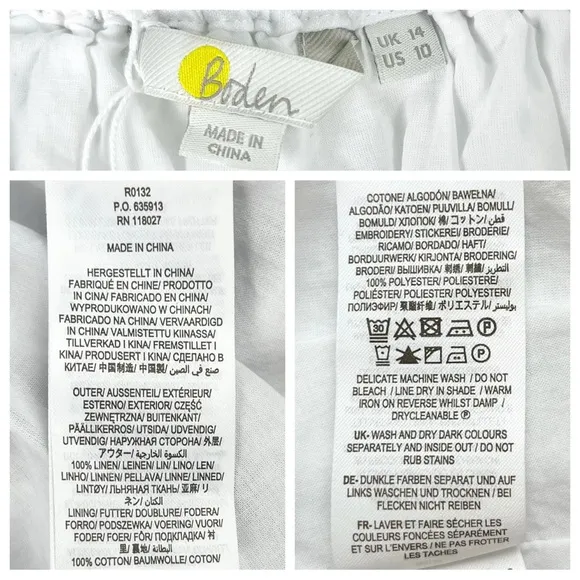 Boden
MADE IN
CHINA
UK 14
US 10
R0132
P.O. 635913
RN 118027
MADE IN CHINA
HERGESTELLT IN CHINA/
FABRIQUÉ EN CHINE/ PRODOTTO
IN CINA/ FABRICADO EN CHINA/
WYPRODUKOWANO W CHINACH/
FABRICADO NA CHINA/ VERVAARDIGD
IN CHINA/ VALMISTETTU KIINASSA/
TILLVERKAD I KINA/ FREMSTILLET I
KINA/ PRODUSERT I KINA/ СДЕЛАНО В
КИТАЕ/ 中国制造/ 中国製/ صنع في الصين
OUTER/ AUSSENTEIL/ EXTÉRIEUR/
ESTERNO/ EXTERIOR/ CZĘŚĆ
ZEWNĘTRZNA/ BUITENKANT/
PÄÄLLIKERROS/ UTSIDA/ UDVENDIG/
UTVENDIG/ НАРУЖНАЯ СТОРОНА/ 外层/
アウター/ الكسوة الخارجية
100% LINEN/ LEINEN/ LIN/ LINO/ LEN/
LINHO/ LINNEN/ PELLAVA/ LINNE/ LINNED/
LINTØY/ ЛЬНЯНАЯ ТКАНЬ/ 亚麻/ リ
ネン/ الكتان
LINING/ FUTTER/ DOUBLURE/ FODERA/
FORRO/ PODSZEWKA/ VOERING/ VUORI/
FODER/ FOER/ FÔR/ ПОДКЛАДКА/ 衬
里/ 裏地/ البطانة
100% COTTON/ BAUMWOLLE/ COTON/
COTONE/ ALGODÓN/ BAWEŁNA/
ALGODÃO/ KATOEN/ PUUVILLA/ BOMULL/
BOMULD/ ХЛОПОК/ 棉/ コットン/ قطن
EMBROIDERY/ STICKEREI/ BRODERIE/
RICAMO/ BORDADO/ HAFT/
BORDUURWERK/ KIRJONTA/ BRODERING/
BRODERI/ ВЫШИВКА/ 刺绣/ 刺繍/ التطريز
100% POLYESTER/ POLIESTERE/
POLIÉSTER/ POLIESTER/ POLYESTERI/
ПОЛИЭФИР/ 聚酯纤维/ ポリエステル/ بوليستر
30
P
DELICATE MACHINE WASH / DO NOT
BLEACH / LINE DRY IN SHADE / WARM
IRON ON REVERSE WHILST DAMP /
DRYCLEANABLE Ⓟ
UK- WASH AND DRY DARK COLOURS
SEPARATELY AND INSIDE OUT / DO NOT
RUB STAINS
DE- DUNKLE FARBEN SEPARAT UND AUF
LINKS WASCHEN UND TROCKNEN / BEI
FLECKEN NICHT REIBEN
FR- LAVER ET FAIRE SÉCHER LES
COULEURS FONCÉES SÉPARÉMENT
ET SUR L'ENVERS / NE PAS FROTTER
LES TACHES